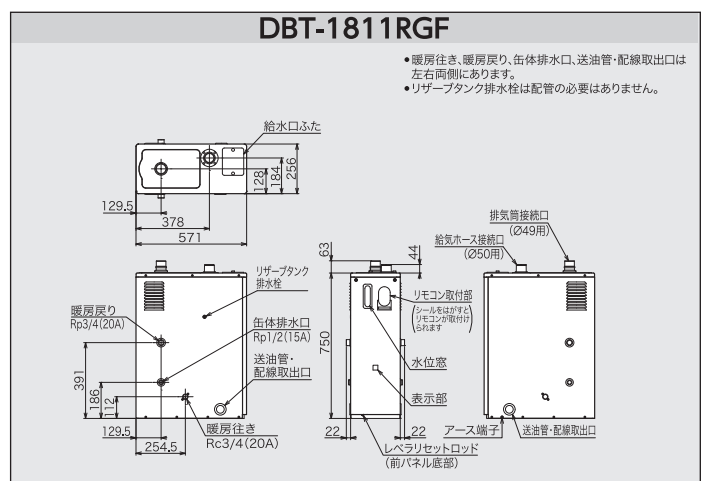 DBT-1811RGF
●暖房往き、暖房戻り、缶体排水口、送油管・配線取出口は
左右両側にあります。
●リザーブタンク排水栓は配管の必要はありません。
給水口ふた
128
184
256
129.5
378
571
排気筒接続口
(Ø49用)
給気ホース接続口
(Ø50用)
63
44
リザーブタンク
排水栓
暖房戻り
Rp3/4(20A)
缶体排水口
Rp1/2(15A)
送油管・
配線取出口
391
186
112
129.5
254.5
暖房往き
Rc3/4(20A)
750
リモコン取付部
(シールをはがすと
リモコンが取付け
られます)
水位窓
表示部
22
22
レベラリセットロッド
(前パネル底部)
アース端子
送油管・配線取出口